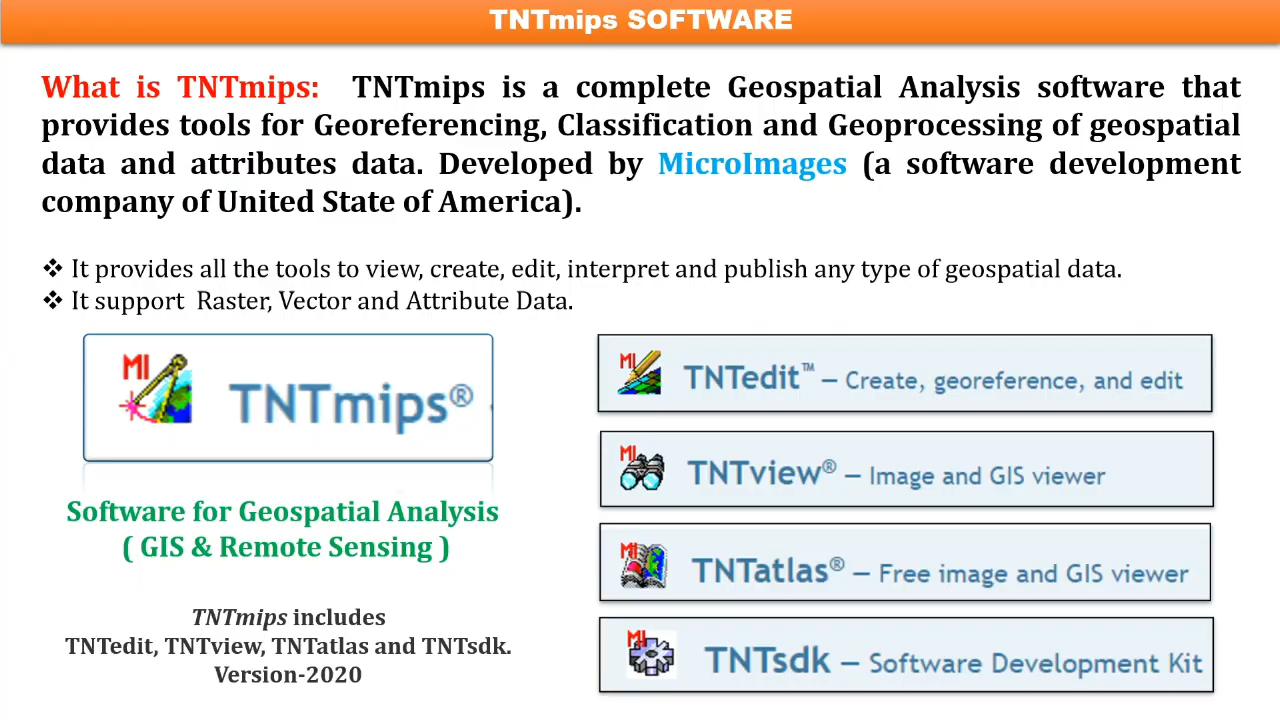 TNTmips SOFTWARE
What is TNTmips: TNTmips is a complete Geospatial Analysis software that
provides tools for Georeferencing, Classification and Geoprocessing of geospatial
data and attributes data. Developed by MicroImages (a software development
company of United State of America).
❖ It provides all the tools to view, create, edit, interpret and publish any type of geospatial data.
❖ It support Raster, Vector and Attribute Data.
MI TNTmips®
Software for Geospatial Analysis
( GIS & Remote Sensing )
TNTmips includes
TNTedit, TNTview, TNTatlas and TNTsdk.
Version-2020
MI TNTedit™ – Create, georeference, and edit
MI TNTview® – Image and GIS viewer
MI TNTatlas® – Free image and GIS viewer
MI TNTsdk – Software Development Kit